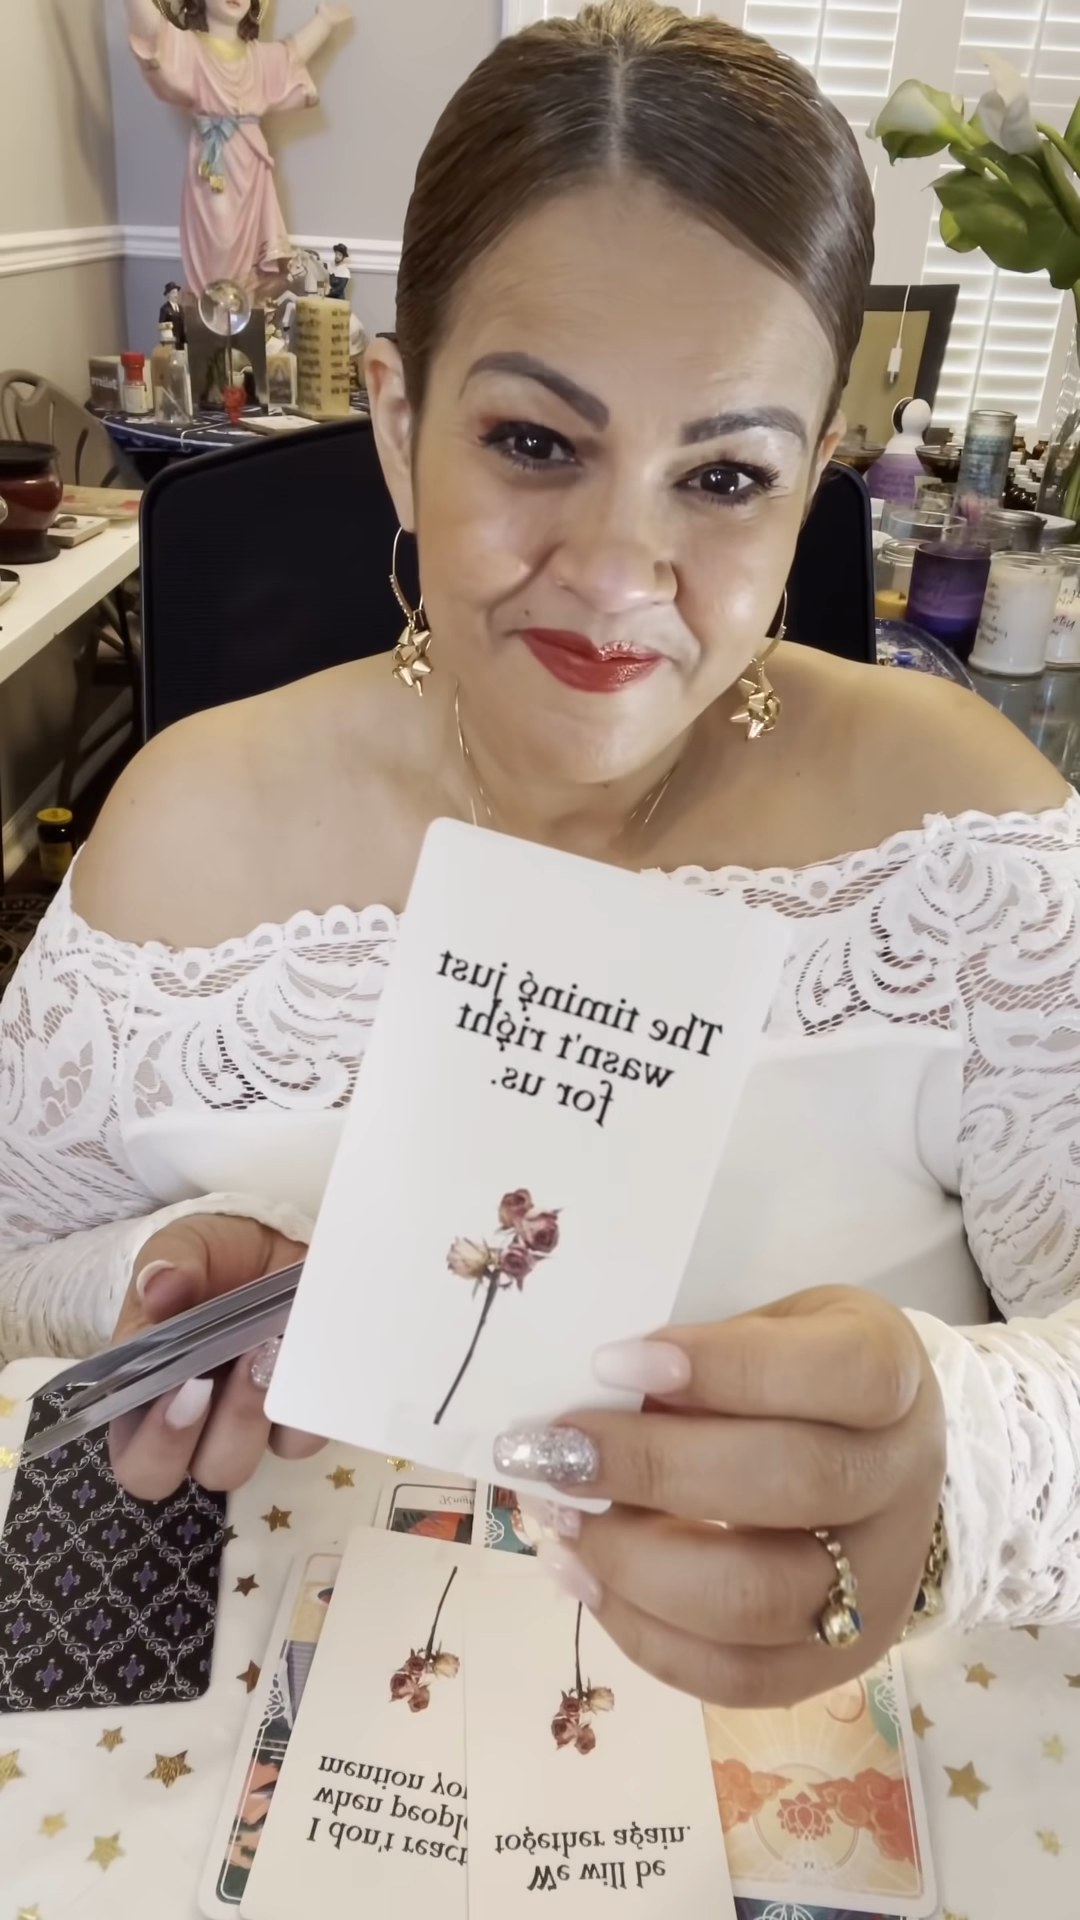 The timing just
wasn't right
for us.
I don't react
when people
mention you
We will be
together again.